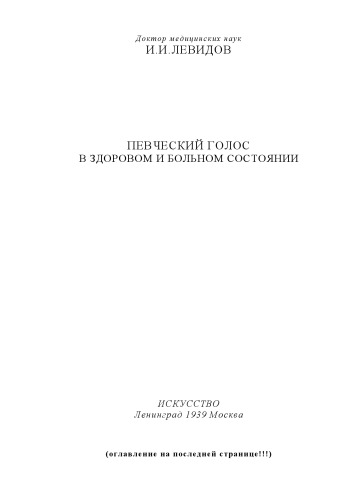 Доктор медицинских наук
И.И.ЛЕВИДОВ
ПЕВЧЕСКИЙ ГОЛОС
В ЗДОРОВОМ И БОЛЬНОМ СОСТОЯНИИ
ИСКУССТВО
Ленинград 1939 Москва
(оглавление на последней странице!!!)